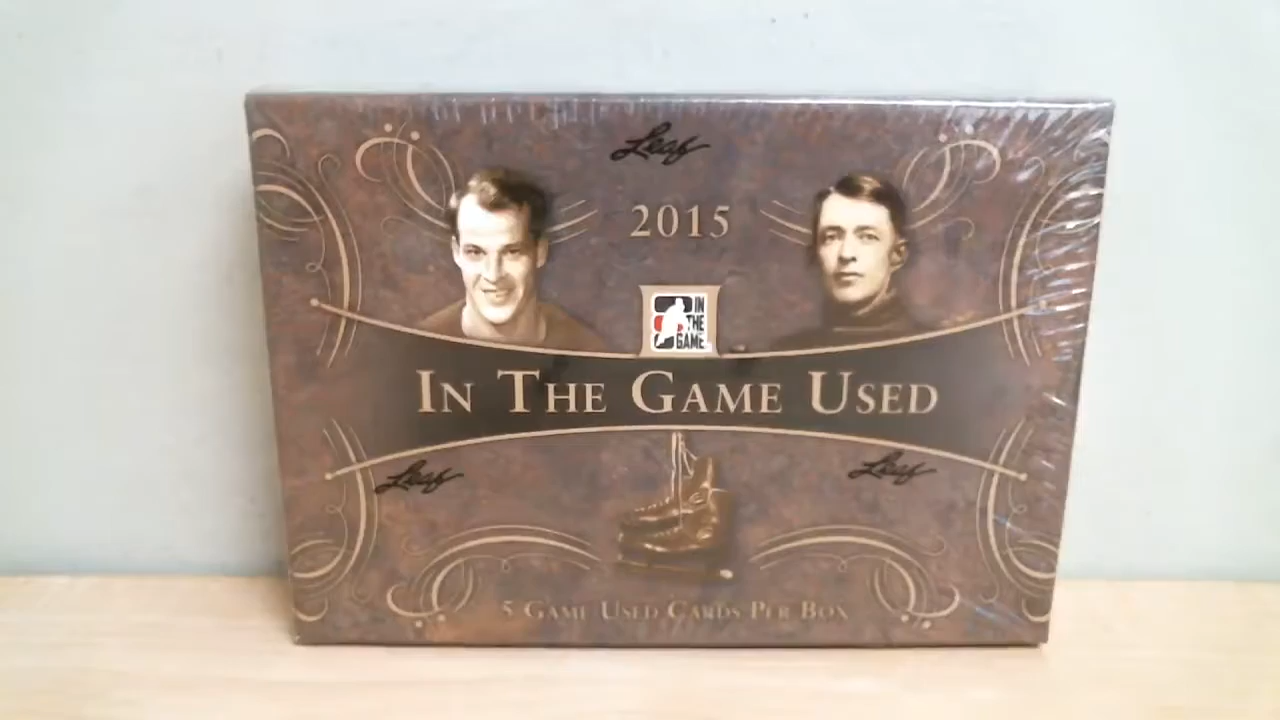 Leaf
2015
IN
THE
GAME
IN THE GAME USED
Leaf
Leaf
5 GAME USED CARDS PER BOX